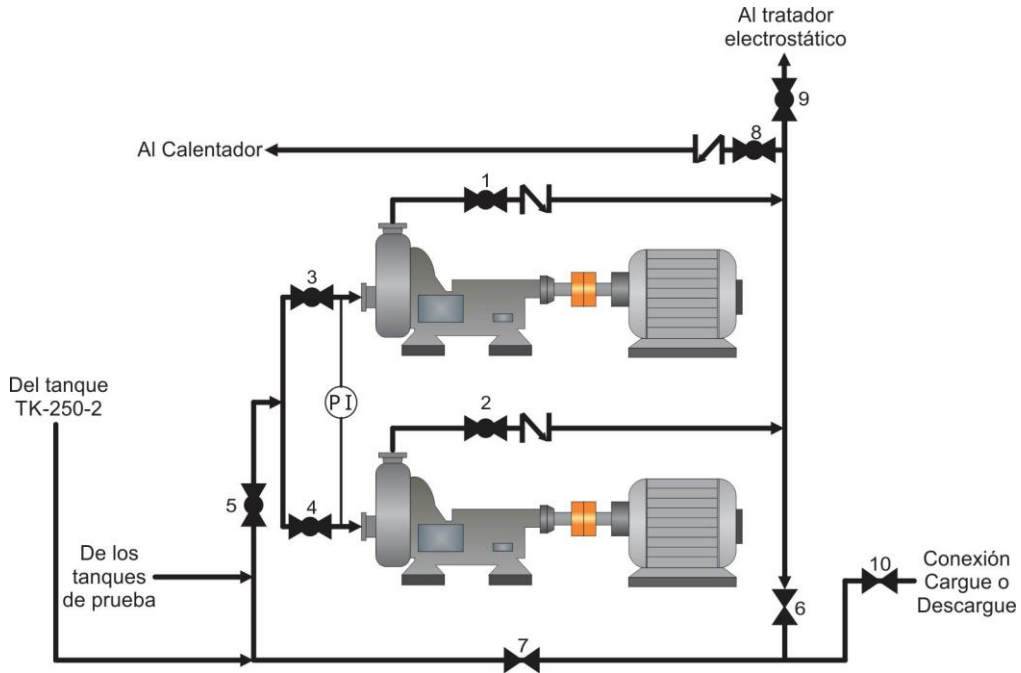 Al tratador
electrostático
9
8
Al Calentador
1
3
Del tanque
TK-250-2
PI
2
5
4
De los
tanques
de prueba
10
Conexión
Cargue o
Descargue
6
7